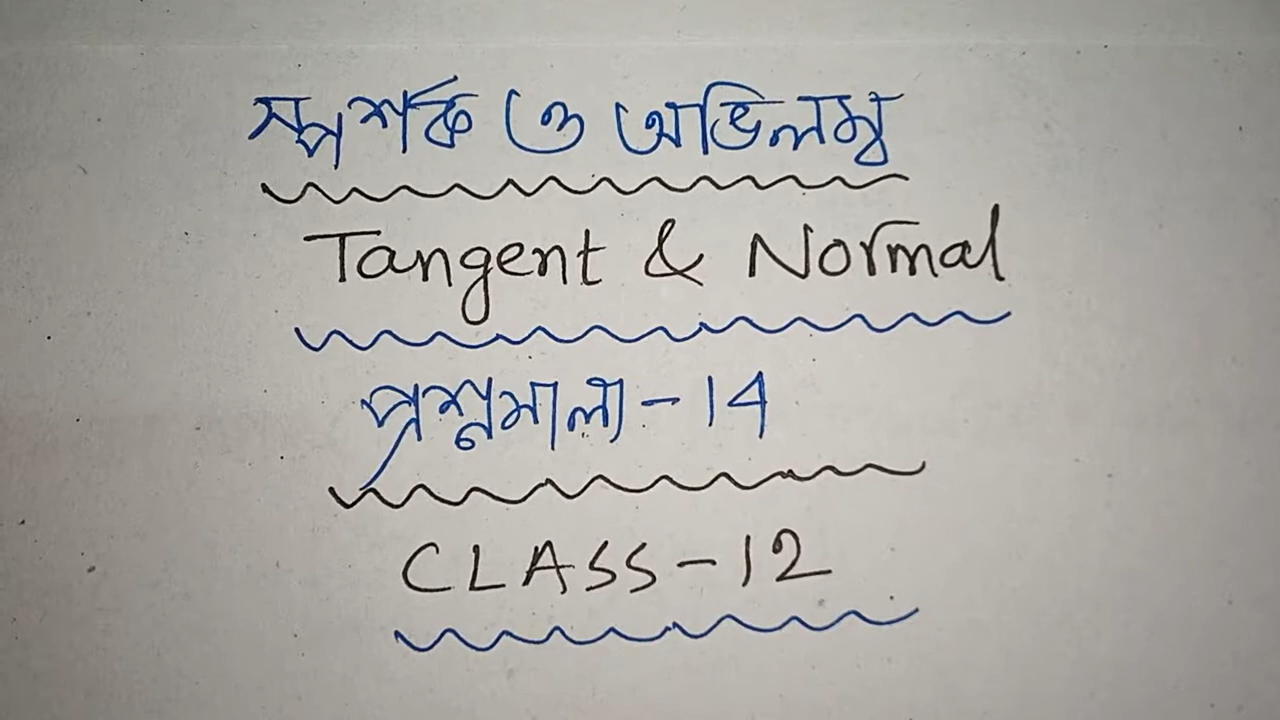 স্পর্শক ও অভিলম্ব
Tangent & Normal
প্রশ্নমালা - 14
CLASS - 12